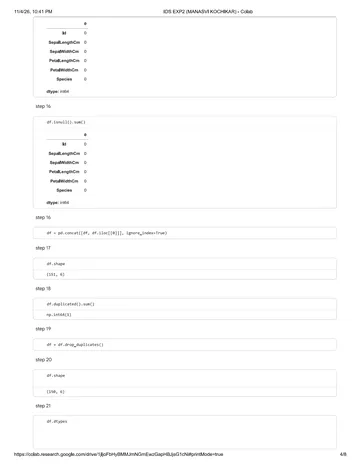 11/4/26, 10:41 PM IDS EXP2 (MANASVI KOCHIKAR) - Colab
0
Id 0
SepalLengthCm 0
SepalWidthCm 0
PetalLengthCm 0
PetalWidthCm 0
Species 0
dtype: int64
step 14
df.isnull().sum()
0
Id 0
SepalLengthCm 0
SepalWidthCm 0
PetalLengthCm 0
PetalWidthCm 0
Species 0
dtype: int64
step 16
df = pd.concat([df, df.iloc[[0]]], ignore_index=True)
step 17
df.shape
(151, 6)
step 18
df.duplicated().sum()
np.int64(1)
step 19
df = df.drop_duplicates()
step 20
df.shape
(150, 6)
step 21
df.dtypes
4/8